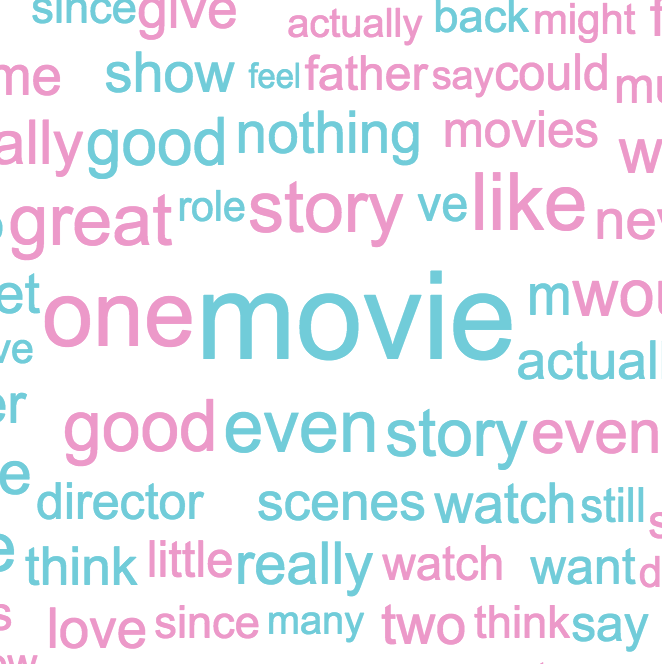 since give actually back might f
me show feel father say could mu
ally good nothing movies w
great role story ve like nev
et one movie m wou
ve actuall
er good even story even
e director scenes watch still s
e think little really watch want d
s love since many two think say
ow